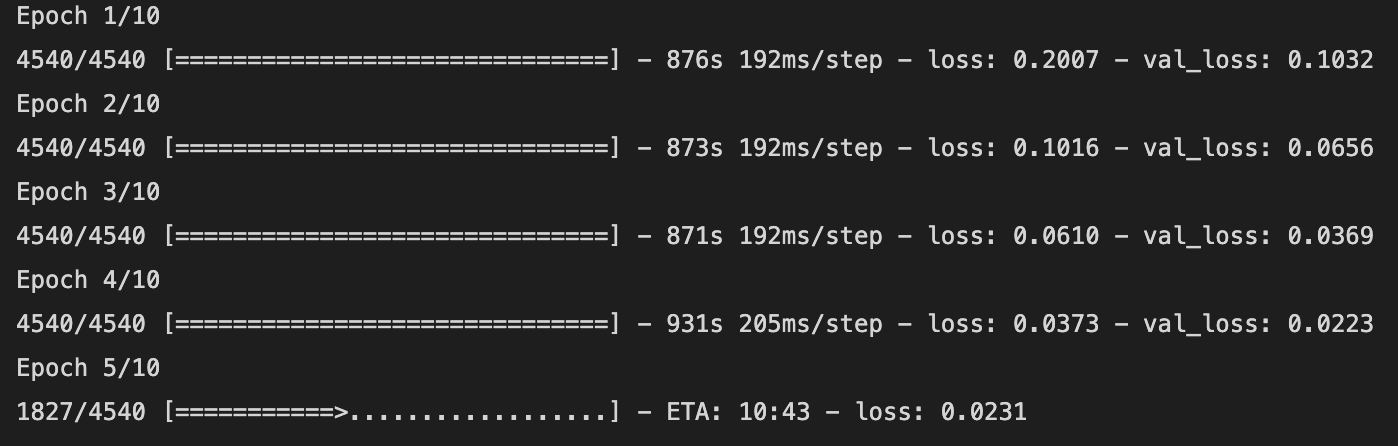 Epoch 1/10
4540/4540 [==============================] - 876s 192ms/step - loss: 0.2007 - val_loss: 0.1032
Epoch 2/10
4540/4540 [==============================] - 873s 192ms/step - loss: 0.1016 - val_loss: 0.0656
Epoch 3/10
4540/4540 [==============================] - 871s 192ms/step - loss: 0.0610 - val_loss: 0.0369
Epoch 4/10
4540/4540 [==============================] - 931s 205ms/step - loss: 0.0373 - val_loss: 0.0223
Epoch 5/10
1827/4540 [===========>..................] - ETA: 10:43 - loss: 0.0231